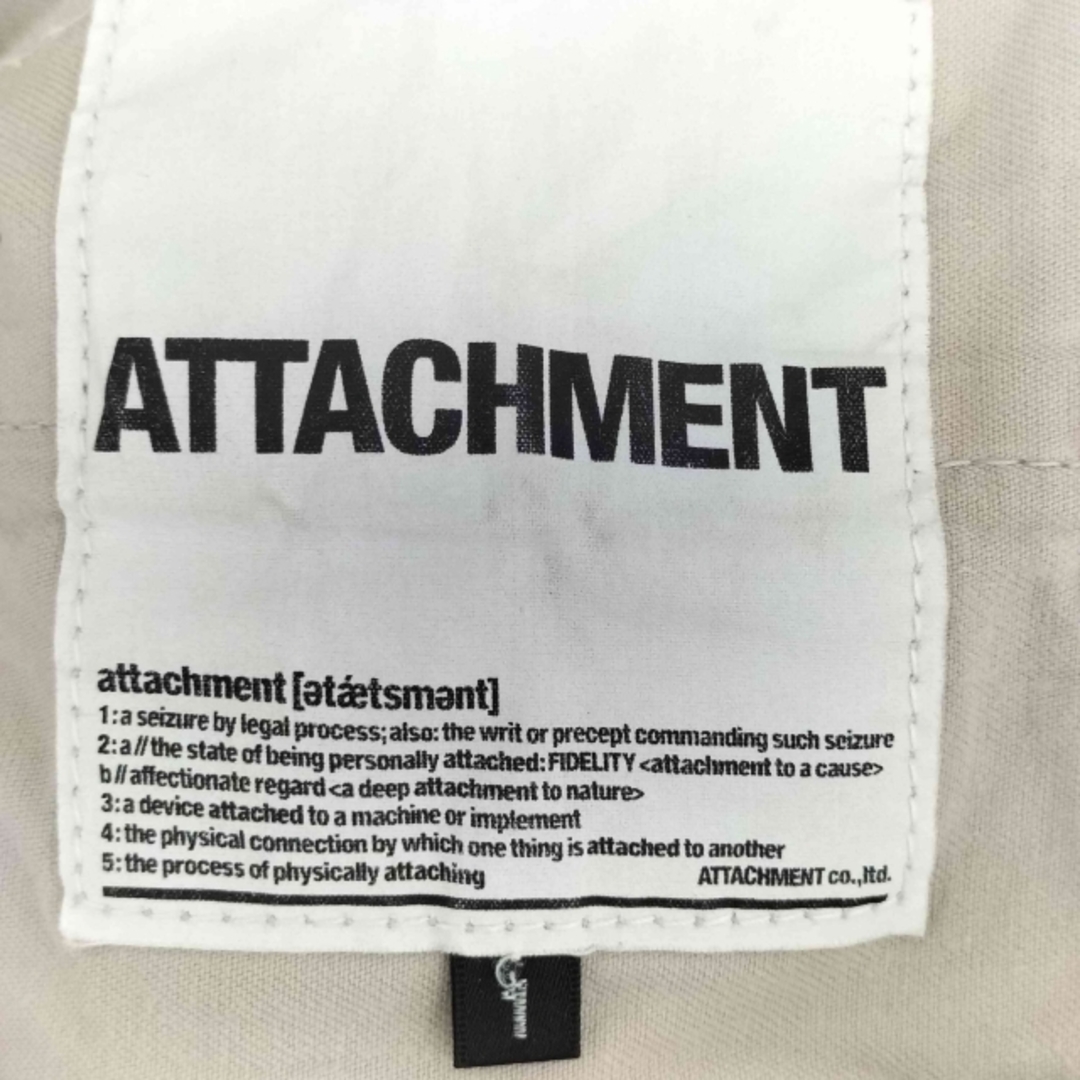 ATTACHMENT
attachment [ətǽtsmənt]
1:a seizure by legal process; also: the writ or precept commanding such seizure
2:a//the state of being personally attached: FIDELITY <attachment to a cause>
b//affectionate regard <a deep attachment to nature>
3:a device attached to a machine or implement
4:the physical connection by which one thing is attached to another
5:the process of physically attaching
ATTACHMENT co.,ltd.